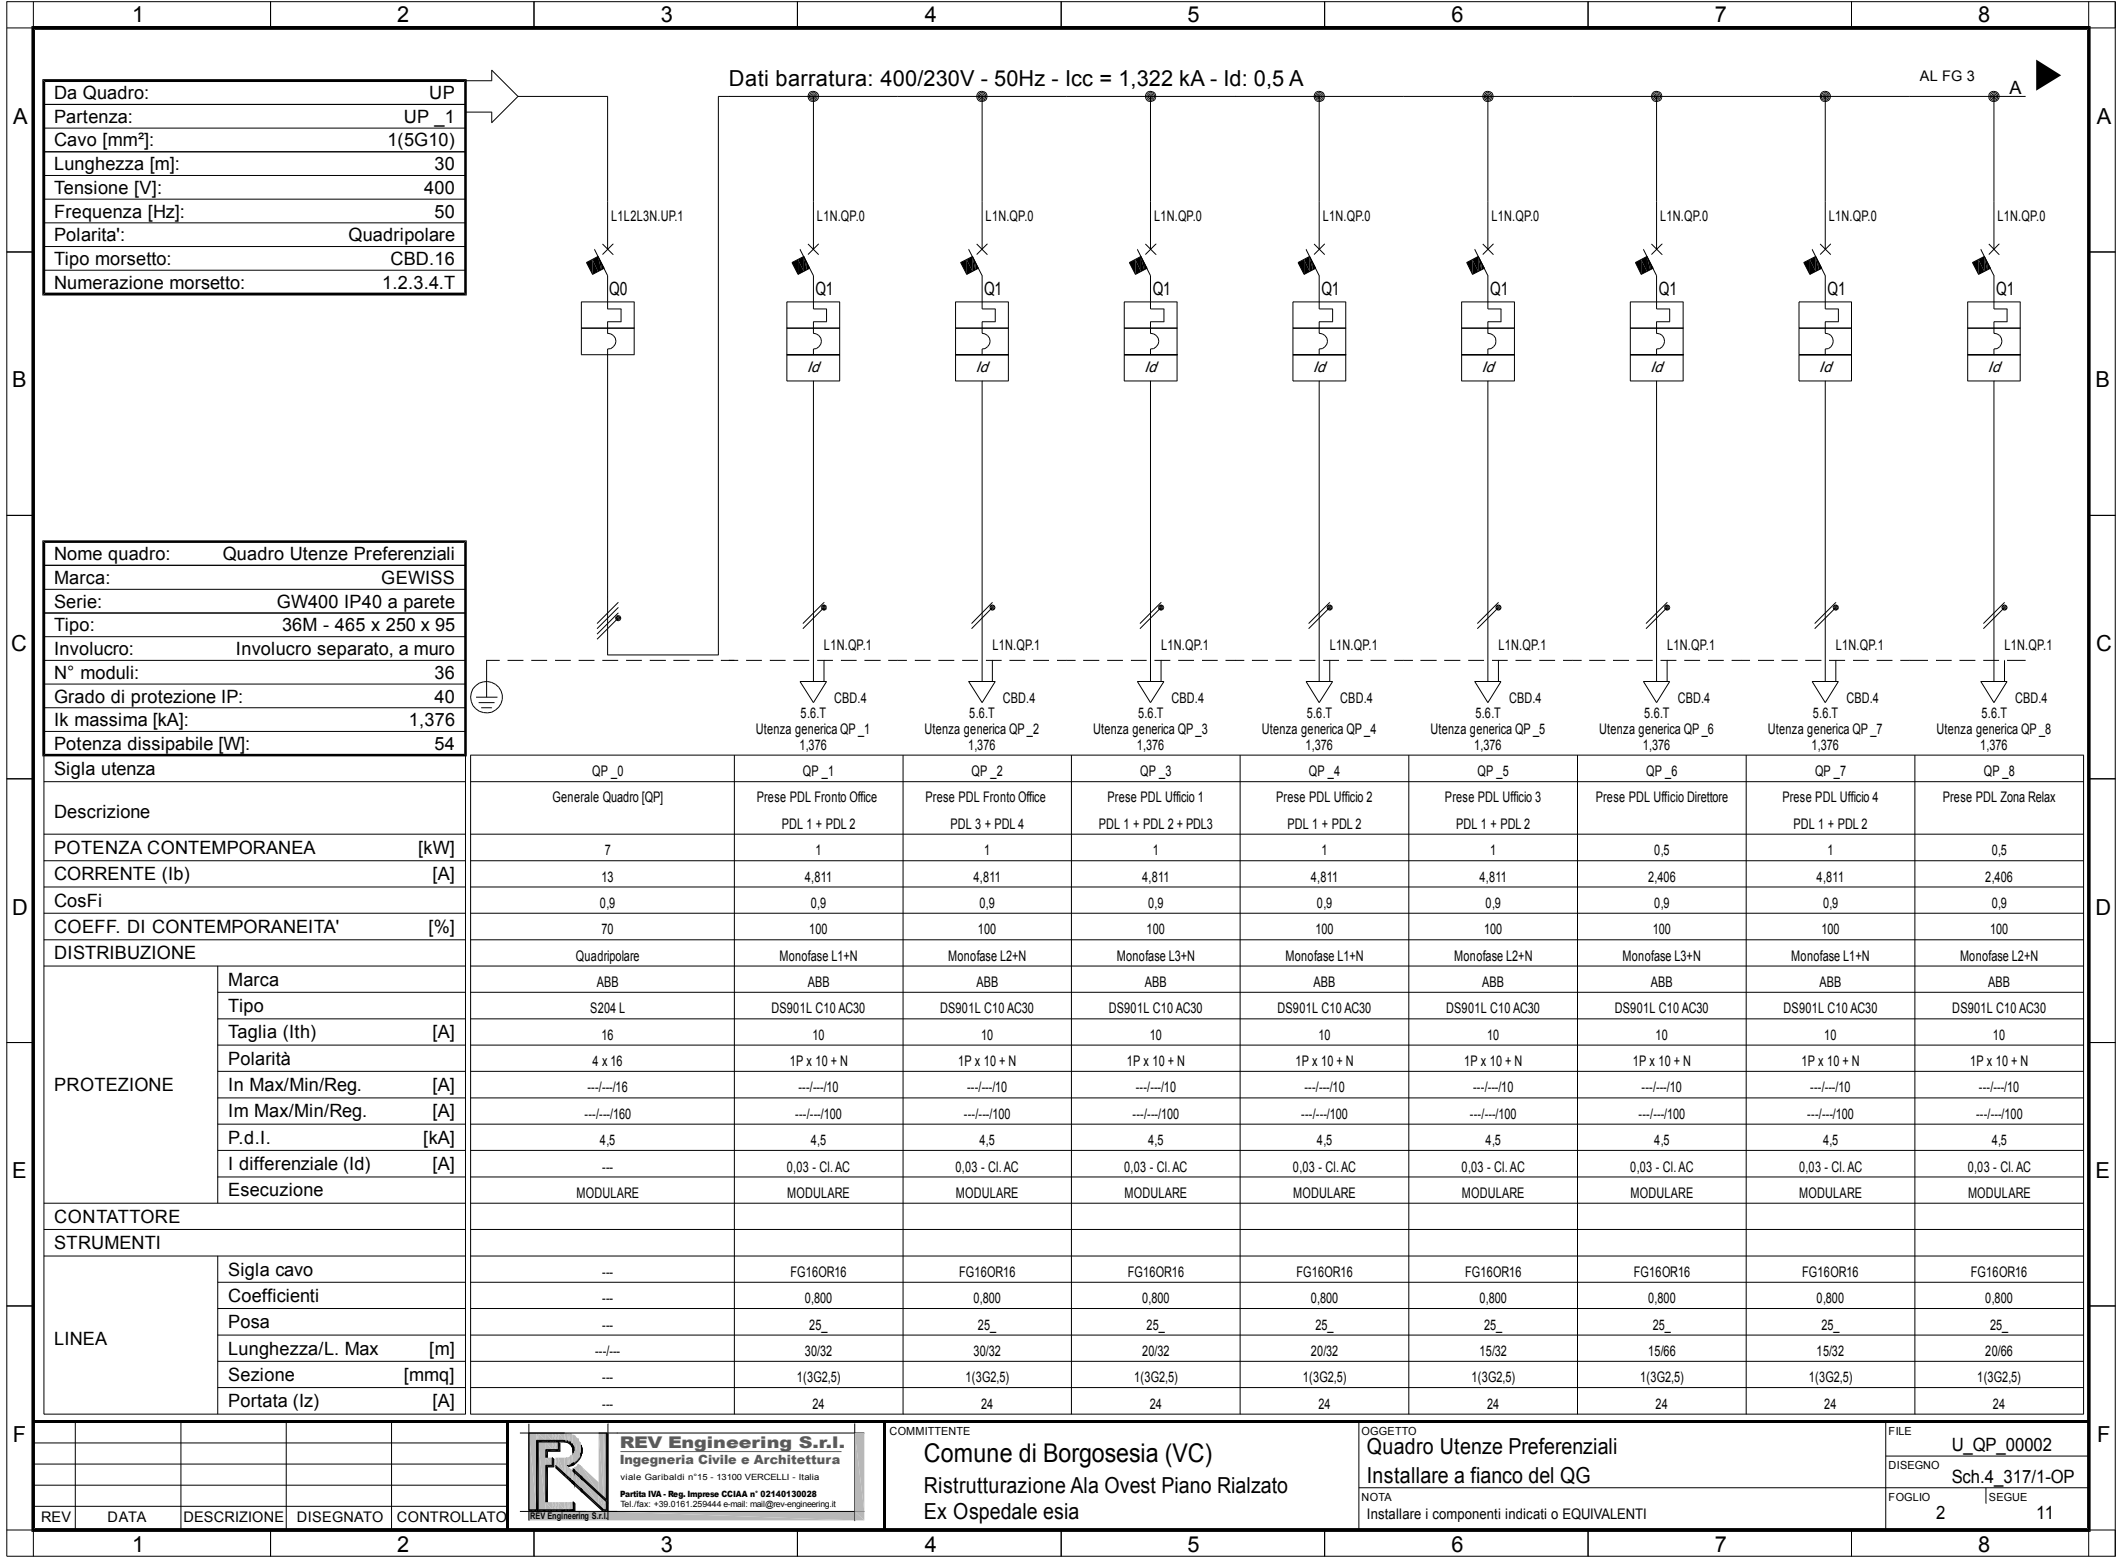 1 2 3 4 5 6 7 8
Dati barratura: 400/230V - 50Hz - Icc = 1,322 kA - Id: 0,5 A
AL FG 3
A
A
A
Da Quadro: UP
Partenza: UP _1
Cavo [mm²]: 1(5G10)
Lunghezza [m]: 30
Tensione [V]: 400
Frequenza [Hz]: 50
Polarita': Quadripolare
Tipo morsetto: CBD.16
Numerazione morsetto: 1.2.3.4.T
L1L2L3N.UP.1 L1N.QP.0 L1N.QP.0 L1N.QP.0 L1N.QP.0 L1N.QP.0 L1N.QP.0 L1N.QP.0 L1N.QP.0
Q0 Q1 Q1 Q1 Q1 Q1 Q1 Q1 Q1
Id Id Id Id Id Id Id Id
B B
Nome quadro: Quadro Utenze Preferenziali
Marca: GEWISS
Serie: GW400 IP40 a parete
Tipo: 36M - 465 x 250 x 95
Involucro: Involucro separato, a muro
N° moduli: 36
Grado di protezione IP: 40
Ik massima [kA]: 1,376
Potenza dissipabile [W]: 54
C C
L1N.QP.1 L1N.QP.1 L1N.QP.1 L1N.QP.1 L1N.QP.1 L1N.QP.1 L1N.QP.1 L1N.QP.1
CBD.4 CBD.4 CBD.4 CBD.4 CBD.4 CBD.4 CBD.4 CBD.4
5.6.T 5.6.T 5.6.T 5.6.T 5.6.T 5.6.T 5.6.T 5.6.T
Utenza generica QP _1 Utenza generica QP _2 Utenza generica QP _3 Utenza generica QP _4 Utenza generica QP _5 Utenza generica QP _6 Utenza generica QP _7 Utenza generica QP _8
1,376 1,376 1,376 1,376 1,376 1,376 1,376 1,376
Sigla utenza QP _0 QP _1 QP _2 QP _3 QP _4 QP _5 QP _6 QP _7 QP _8
Descrizione
Generale Quadro [QP] Prese PDL Fronto Office Prese PDL Fronto Office Prese PDL Ufficio 1 Prese PDL Ufficio 2 Prese PDL Ufficio 3 Prese PDL Ufficio Direttore Prese PDL Ufficio 4 Prese PDL Zona Relax
PDL 1 + PDL 2 PDL 3 + PDL 4 PDL 1 + PDL 2 + PDL3 PDL 1 + PDL 2 PDL 1 + PDL 2 PDL 1 + PDL 2
POTENZA CONTEMPORANEA [kW] 7 1 1 1 1 1 0,5 1 0,5
CORRENTE (Ib) [A] 13 4,811 4,811 4,811 4,811 4,811 2,406 4,811 2,406
D D
CosFi 0,9 0,9 0,9 0,9 0,9 0,9 0,9 0,9 0,9
COEFF. DI CONTEMPORANEITA' [%] 70 100 100 100 100 100 100 100 100
DISTRIBUZIONE Quadripolare Monofase L1+N Monofase L2+N Monofase L3+N Monofase L1+N Monofase L2+N Monofase L3+N Monofase L1+N Monofase L2+N
PROTEZIONE
Marca ABB ABB ABB ABB ABB ABB ABB ABB ABB
Tipo S204 L DS901L C10 AC30 DS901L C10 AC30 DS901L C10 AC30 DS901L C10 AC30 DS901L C10 AC30 DS901L C10 AC30 DS901L C10 AC30 DS901L C10 AC30
Taglia (Ith) [A] 16 10 10 10 10 10 10 10 10
Polarità 4 x 16 1P x 10 + N 1P x 10 + N 1P x 10 + N 1P x 10 + N 1P x 10 + N 1P x 10 + N 1P x 10 + N 1P x 10 + N
In Max/Min/Reg. [A] ---/---/16 ---/---/10 ---/---/10 ---/---/10 ---/---/10 ---/---/10 ---/---/10 ---/---/10 ---/---/10
Im Max/Min/Reg. [A] ---/---/160 ---/---/100 ---/---/100 ---/---/100 ---/---/100 ---/---/100 ---/---/100 ---/---/100 ---/---/100
P.d.I. [kA] 4,5 4,5 4,5 4,5 4,5 4,5 4,5 4,5 4,5
I differenziale (Id) [A] --- 0,03 - Cl. AC 0,03 - Cl. AC 0,03 - Cl. AC 0,03 - Cl. AC 0,03 - Cl. AC 0,03 - Cl. AC 0,03 - Cl. AC 0,03 - Cl. AC
E E
Esecuzione MODULARE MODULARE MODULARE MODULARE MODULARE MODULARE MODULARE MODULARE MODULARE
CONTATTORE
STRUMENTI
LINEA
Sigla cavo --- FG16OR16 FG16OR16 FG16OR16 FG16OR16 FG16OR16 FG16OR16 FG16OR16 FG16OR16
Coefficienti --- 0,800 0,800 0,800 0,800 0,800 0,800 0,800 0,800
Posa --- 25_ 25_ 25_ 25_ 25_ 25_ 25_ 25_
Lunghezza/L. Max [m] ---/--- 30/32 30/32 20/32 20/32 15/32 15/66 15/32 20/66
Sezione [mmq] --- 1(3G2,5) 1(3G2,5) 1(3G2,5) 1(3G2,5) 1(3G2,5) 1(3G2,5) 1(3G2,5) 1(3G2,5)
Portata (Iz) [A] --- 24 24 24 24 24 24 24 24
F F
REV DATA DESCRIZIONE DISEGNATO CONTROLLATO
REV Engineering S.r.l.
REV Engineering S.r.l.
Ingegneria Civile e Architettura
viale Garibaldi n°15 - 13100 VERCELLI - Italia
Partita IVA - Reg. Imprese CCIAA n° 02140130028
Tel./fax: +39.0161.259444 e-mail: mail@rev-engineering.it
COMMITTENTE
Comune di Borgosesia (VC)
Ristrutturazione Ala Ovest Piano Rialzato
Ex Ospedale esia
OGGETTO
Quadro Utenze Preferenziali
Installare a fianco del QG
NOTA
Installare i componenti indicati o EQUIVALENTI
FILE
U_QP_00002
DISEGNO
Sch.4_317/1-OP
FOGLIO SEGUE
2 11
1 2 3 4 5 6 7 8